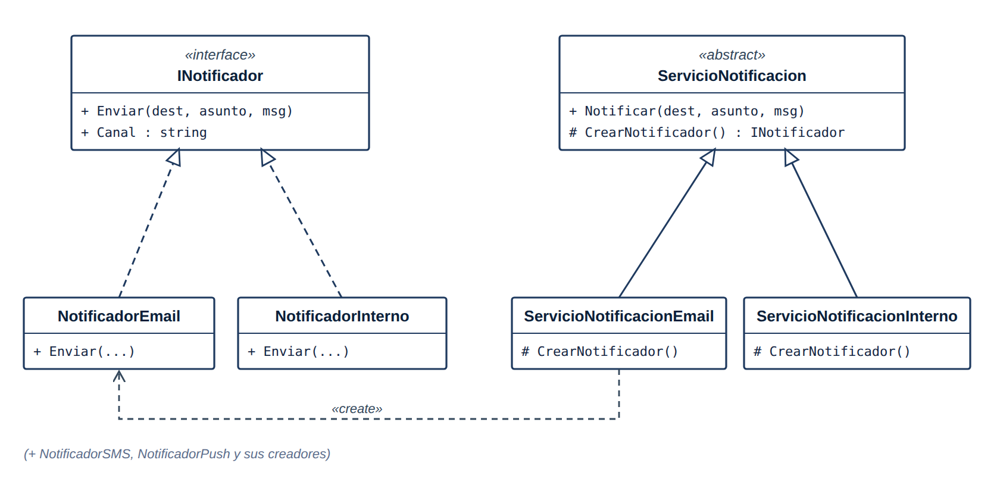 «interface»
INotificador
+ Enviar(dest, asunto, msg)
+ Canal : string
«abstract»
ServicioNotificacion
+ Notificar(dest, asunto, msg)
# CrearNotificador() : INotificador
NotificadorEmail
+ Enviar(...)
NotificadorInterno
+ Enviar(...)
ServicioNotificacionEmail
# CrearNotificador()
ServicioNotificacionInterno
# CrearNotificador()
«create»
(+ NotificadorSMS, NotificadorPush y sus creadores)